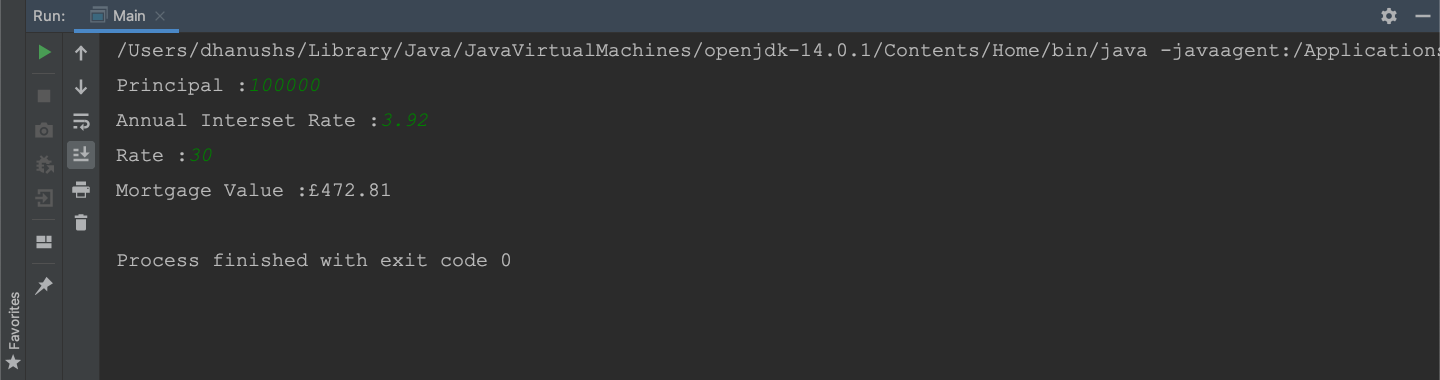 Run: Main
/Users/dhanushs/Library/Java/JavaVirtualMachines/openjdk-14.0.1/Contents/Home/bin/java -javaagent:/Applications
Principal :100000
Annual Interset Rate :3.92
Rate :30
Mortgage Value :£472.81
Process finished with exit code 0
Favorites